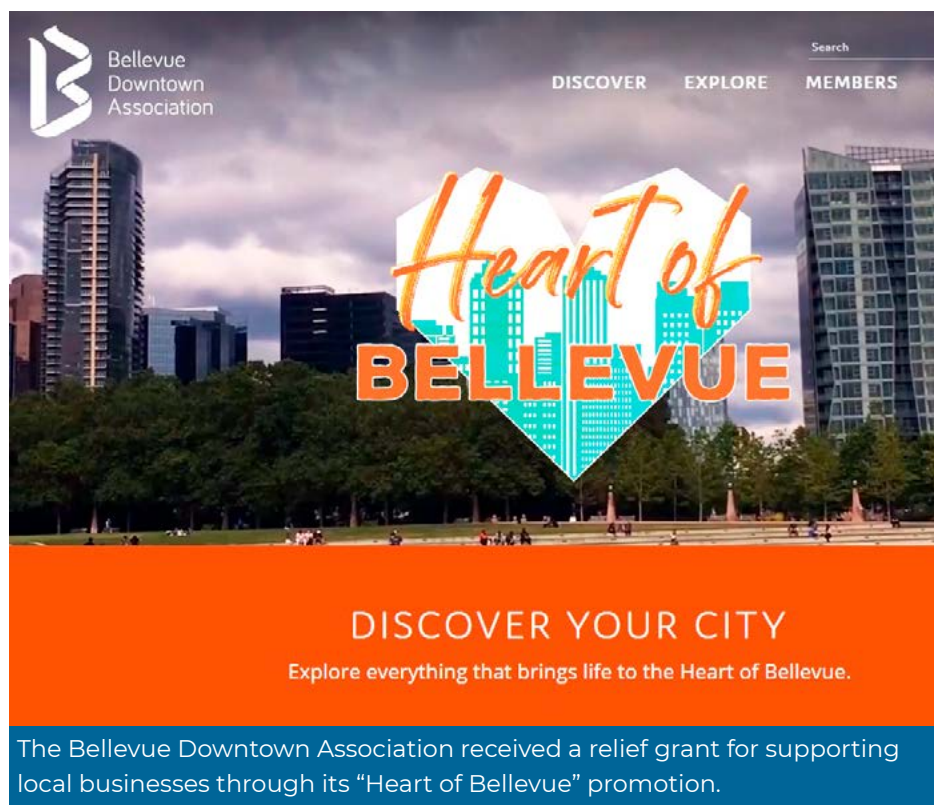 Bellevue
Downtown
Association
Search
DISCOVER EXPLORE MEMBERS
Heart of
BELLEVUE
DISCOVER YOUR CITY
Explore everything that brings life to the Heart of Bellevue.
The Bellevue Downtown Association received a relief grant for supporting
local businesses through its “Heart of Bellevue” promotion.